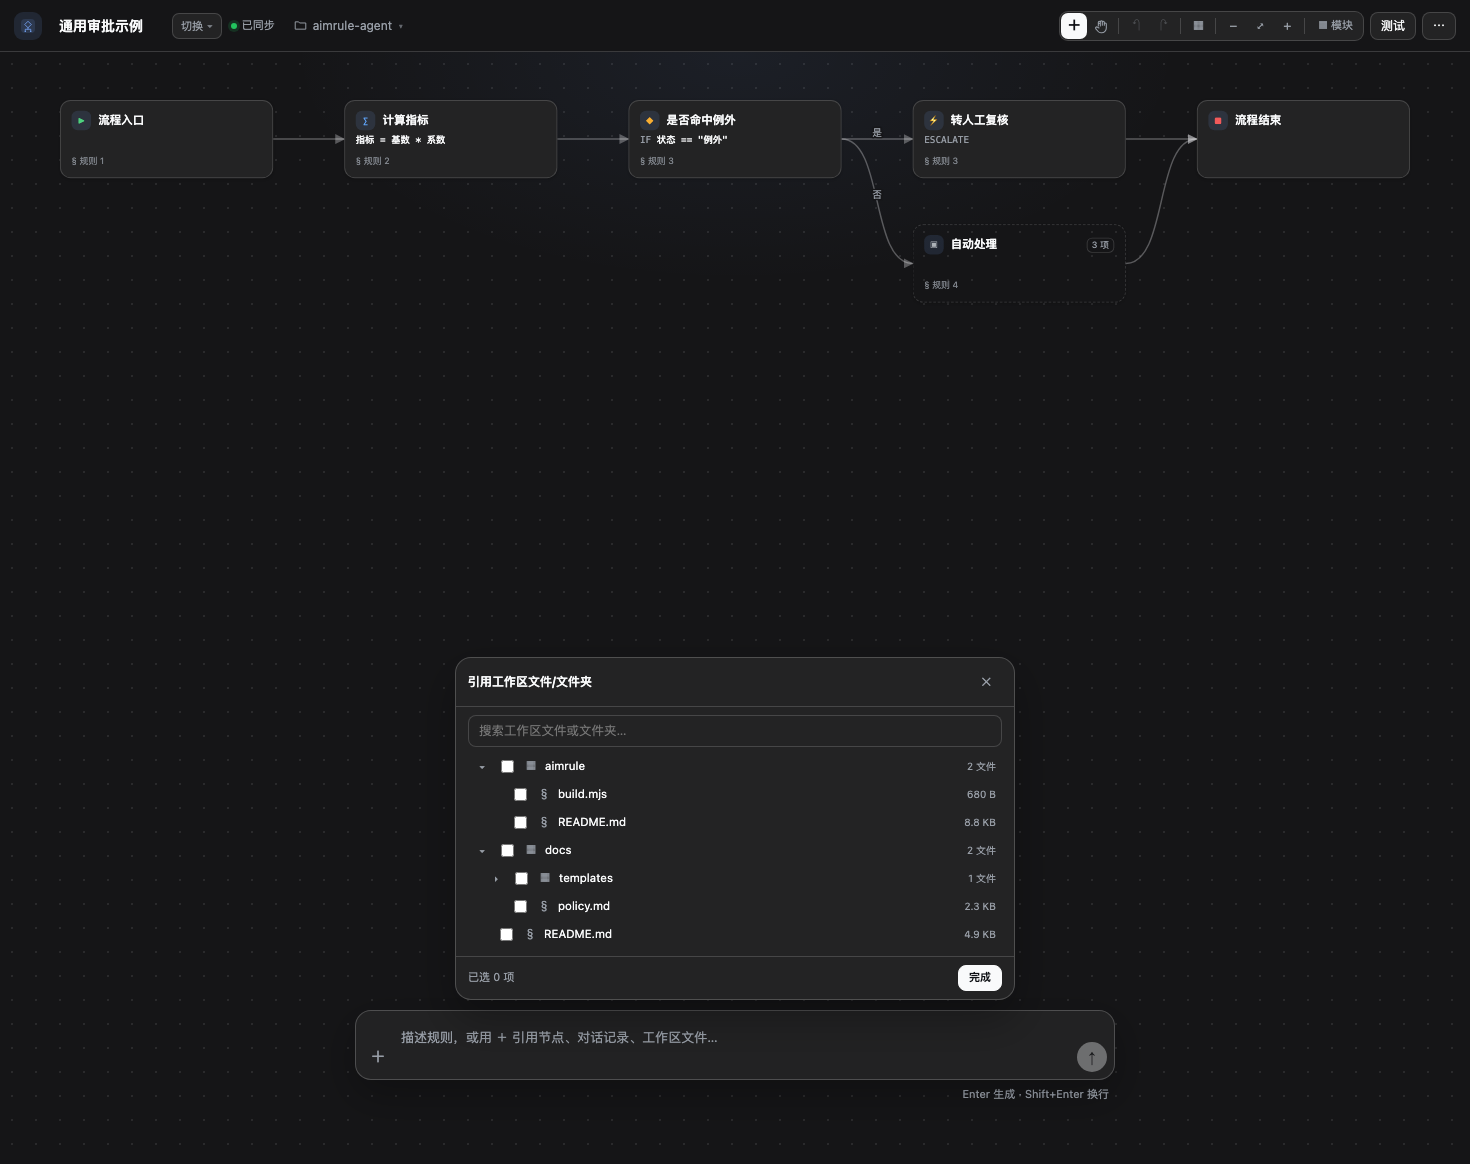 通用审批示例
切换
已同步
aimrule-agent
模块
测试
流程入口
§ 规则 1
计算指标
指标 = 基数 * 系数
§ 规则 2
是否命中例外
IF 状态 == "例外"
§ 规则 3
是
否
转人工复核
ESCALATE
§ 规则 3
自动处理
3 项
§ 规则 4
流程结束
引用工作区文件/文件夹
搜索工作区文件或文件夹...
aimrule 2 文件
§ build.mjs 680 B
§ README.md 8.8 KB
docs 2 文件
templates 1 文件
§ policy.md 2.3 KB
§ README.md 4.9 KB
已选 0 项
完成
描述规则，或用 + 引用节点、对话记录、工作区文件...
Enter 生成 · Shift+Enter 换行